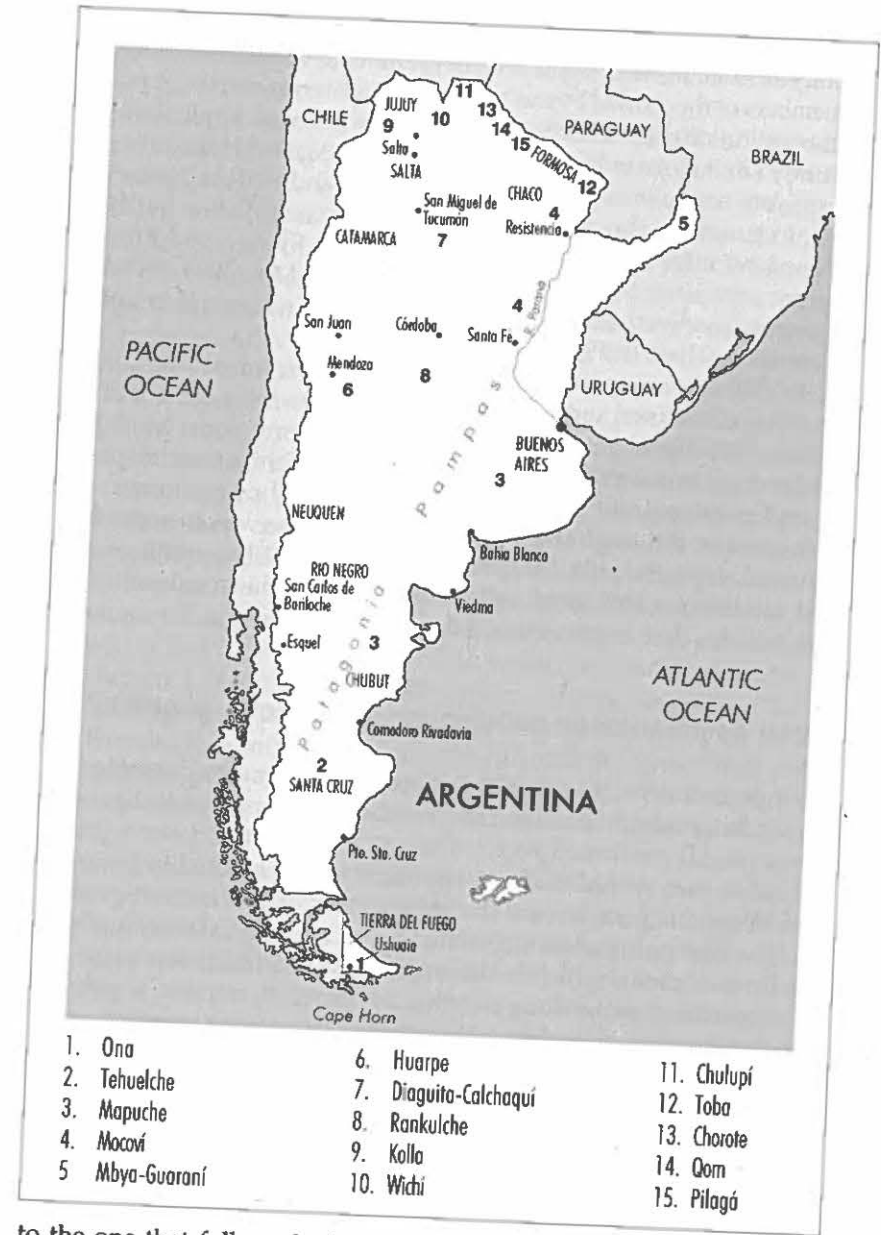 11
JUJUY
13
CHILE
10
9
14
PARAGUAY
15
Salta
FORMOSA
BRAZIL
SALTA
12
CHACO
San Miguel de
Tucumán
4
5
Resistencia
CATAMARCA
7
4
R. Parana
San Juan
Córdoba
Santa Fe
PACIFIC
OCEAN
Mendoza
6
8
URUGUAY
Pampas
BUENOS
AIRES
3
NEUQUEN
Bahia Blanca
RIO NEGRO
San Carlos de
Bariloche
Viedma
Patagonia
Esquel
3
CHUBUT
ATLANTIC
OCEAN
Comodoro Rivadavia
2
SANTA CRUZ
ARGENTINA
Pto. Sta. Cruz
TIERRA DEL FUEGO
Ushuaia
1
Cape Horn
1. Ona
2. Tehuelche
3. Mapuche
4. Mocoví
5 Mbya-Guaraní
6. Huarpe
7. Diaguita-Calchaquí
8. Rankulche
9. Kolla
10. Wichí
11. Chulupí
12. Toba
13. Chorote
14. Qom
15. Pilagá
to the one that